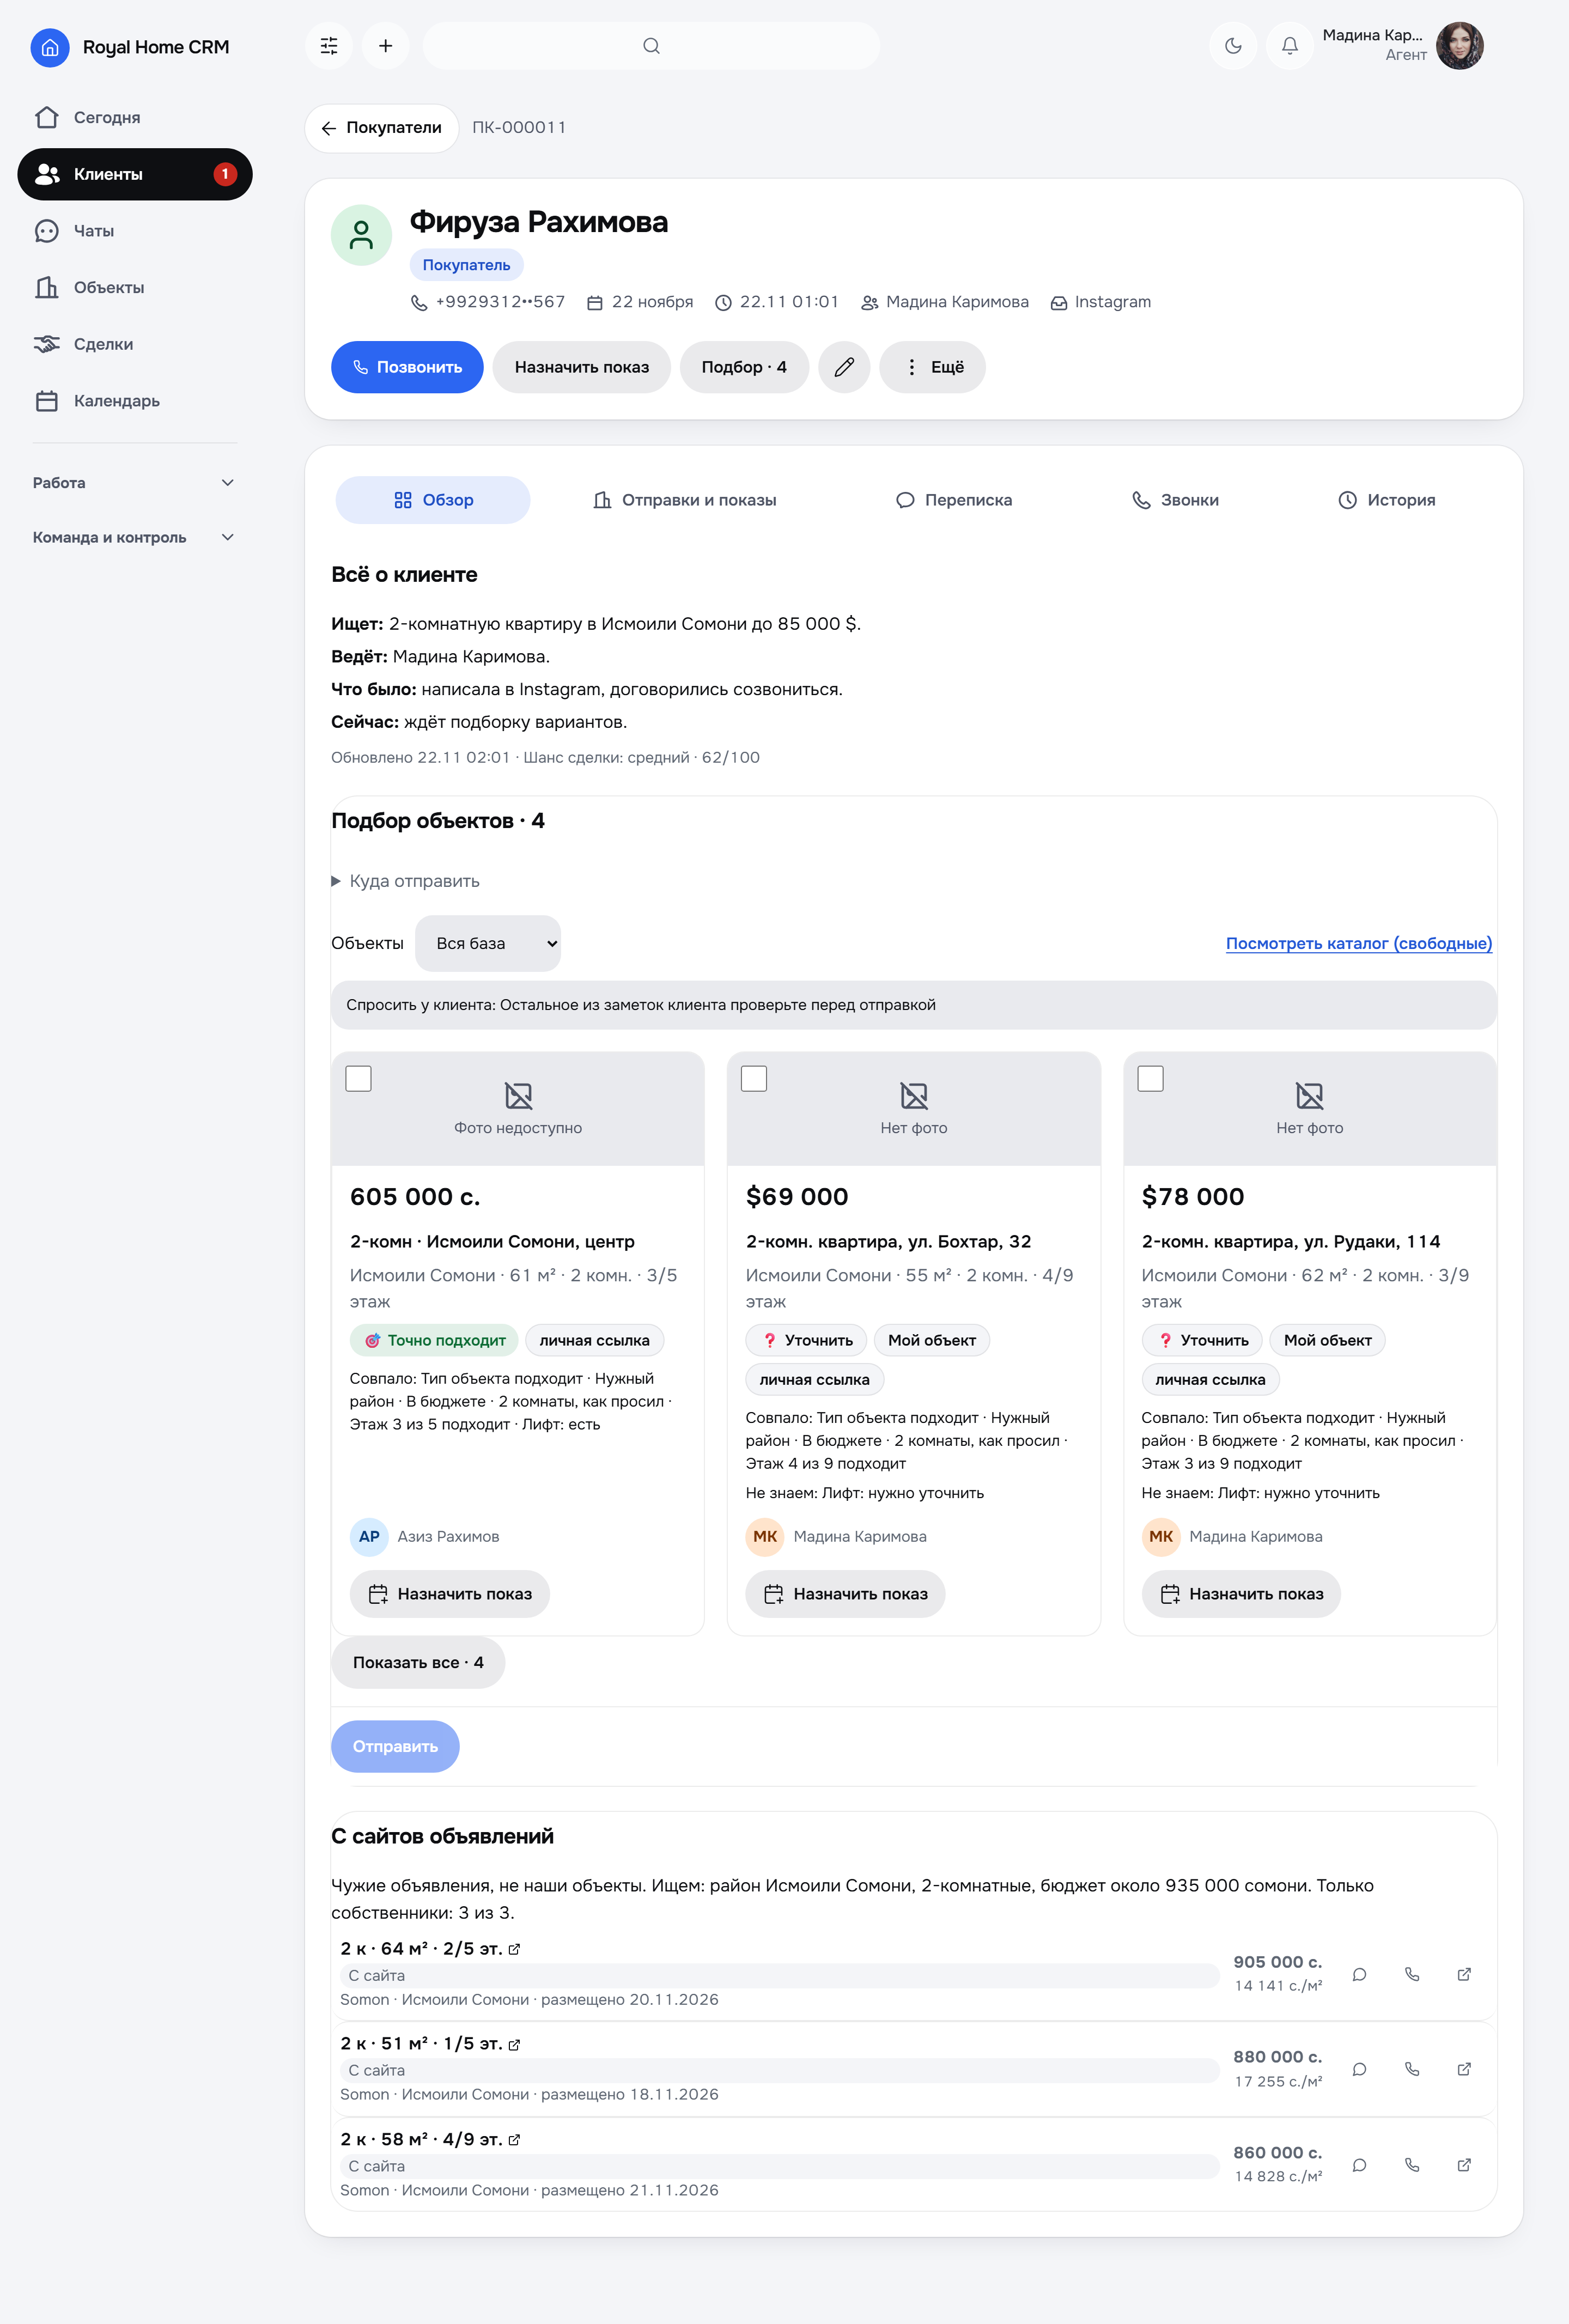 Royal Home CRM
Мадина Кар...
Агент
Сегодня
Клиенты
1
Чаты
Объекты
Сделки
Календарь
Работа
Команда и контроль
Покупатели
ПК-000011
Фируза Рахимова
Покупатель
+9929312••567
22 ноября
22.11 01:01
Мадина Каримова
Instagram
Позвонить
Назначить показ
Подбор · 4
Ещё
Обзор
Отправки и показы
Переписка
Звонки
История
Всё о клиенте
Ищет: 2-комнатную квартиру в Исмоили Сомони до 85 000 $.
Ведёт: Мадина Каримова.
Что было: написала в Instagram, договорились созвониться.
Сейчас: ждёт подборку вариантов.
Обновлено 22.11 02:01 · Шанс сделки: средний · 62/100
Подбор объектов · 4
Куда отправить
Объекты
Вся база
Посмотреть каталог (свободные)
Спросить у клиента: Остальное из заметок клиента проверьте перед отправкой
Фото недоступно
605 000 с.
2-комн · Исмоили Сомони, центр
Исмоили Сомони · 61 м² · 2 комн. · 3/5
этаж
Точно подходит
личная ссылка
Совпало: Тип объекта подходит · Нужный
район · В бюджете · 2 комнаты, как просил ·
Этаж 3 из 5 подходит · Лифт: есть
АР
Азиз Рахимов
Назначить показ
Нет фото
$69 000
2-комн. квартира, ул. Бохтар, 32
Исмоили Сомони · 55 м² · 2 комн. · 4/9
этаж
❓ Уточнить
Мой объект
личная ссылка
Совпало: Тип объекта подходит · Нужный
район · В бюджете · 2 комнаты, как просил ·
Этаж 4 из 9 подходит
Не знаем: Лифт: нужно уточнить
МК
Мадина Каримова
Назначить показ
Нет фото
$78 000
2-комн. квартира, ул. Рудаки, 114
Исмоили Сомони · 62 м² · 2 комн. · 3/9
этаж
❓ Уточнить
Мой объект
личная ссылка
Совпало: Тип объекта подходит · Нужный
район · В бюджете · 2 комнаты, как просил ·
Этаж 3 из 9 подходит
Не знаем: Лифт: нужно уточнить
МК
Мадина Каримова
Назначить показ
Показать все · 4
Отправить
С сайтов объявлений
Чужие объявления, не наши объекты. Ищем: район Исмоили Сомони, 2-комнатные, бюджет около 935 000 сомони. Только
собственники: 3 из 3.
2 к · 64 м² · 2/5 эт.
С сайта
Somon · Исмоили Сомони · размещено 20.11.2026
905 000 с.
14 141 с./м²
2 к · 51 м² · 1/5 эт.
С сайта
Somon · Исмоили Сомони · размещено 18.11.2026
880 000 с.
17 255 с./м²
2 к · 58 м² · 4/9 эт.
С сайта
Somon · Исмоили Сомони · размещено 21.11.2026
860 000 с.
14 828 с./м²